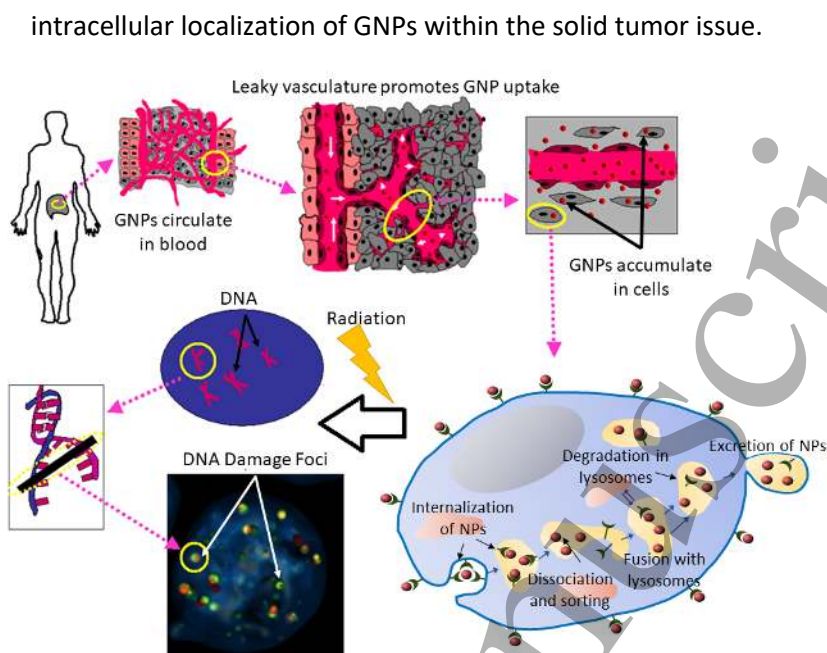 intracellular localization of GNPs within the solid tumor issue.
Leaky vasculature promotes GNP uptake
GNPs circulate
in blood
GNPs accumulate
in cells
DNA
Radiation
DNA Damage Foci
Internalization
of NPs
Dissociation
and sorting
Degradation in
lysosomes
Fusion with
lysosomes
Excretion of NPs
nuscri